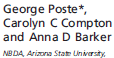 George Poste*,
Carolyn C Compton
and Anna D Barker
NBDA, Arizona State University,